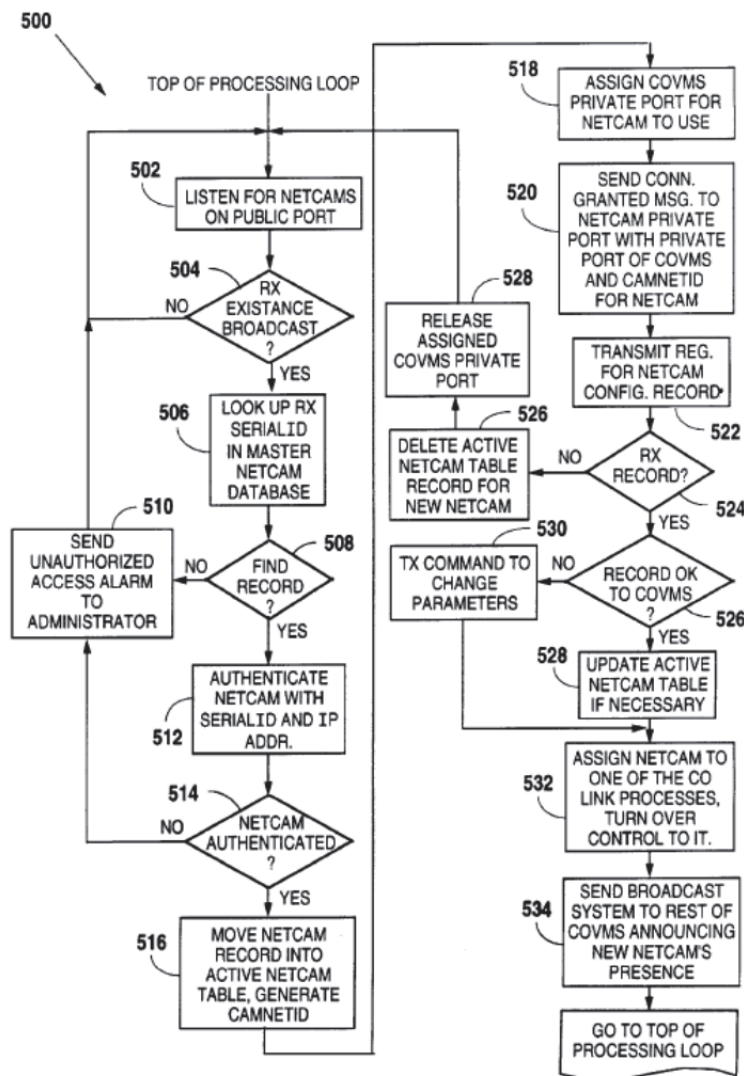 500
TOP OF PROCESSING LOOP
502
LISTEN FOR NETCAMS
ON PUBLIC PORT
504
RX
EXISTANCE
BROADCAST
?
NO
YES
506
LOOK UP RX
SERIALID
IN MASTER
NETCAM
DATABASE
508
FIND
RECORD
?
NO
YES
510
SEND
UNAUTHORIZED
ACCESS ALARM
TO
ADMINISTRATOR
512
AUTHENTICATE
NETCAM WITH
SERIALID AND IP
ADDR.
514
NETCAM
AUTHENTICATED
?
NO
YES
516
MOVE NETCAM
RECORD INTO
ACTIVE NETCAM
TABLE, GENERATE
CAMNETID
518
ASSIGN COVMS
PRIVATE PORT FOR
NETCAM TO USE
520
SEND CONN.
GRANTED MSG. TO
NETCAM PRIVATE
PORT WITH PRIVATE
PORT OF COVMS
AND CAMNETID
FOR NETCAM
TRANSMIT REG.
FOR NETCAM
CONFIG. RECORD
522
RX
RECORD?
524
NO
YES
526
DELETE ACTIVE
NETCAM TABLE
RECORD FOR
NEW NETCAM
528
RELEASE
ASSIGNED
COVMS PRIVATE
PORT
RECORD OK
TO COVMS
?
526
NO
YES
530
TX COMMAND TO
CHANGE
PARAMETERS
528
UPDATE ACTIVE
NETCAM TABLE
IF NECESSARY
532
ASSIGN NETCAM TO
ONE OF THE CO
LINK PROCESSES,
TURN OVER
CONTROL TO IT.
534
SEND BROADCAST
SYSTEM TO REST OF
COVMS ANNOUNCING
NEW NETCAM'S
PRESENCE
GO TO TOP OF
PROCESSING LOOP